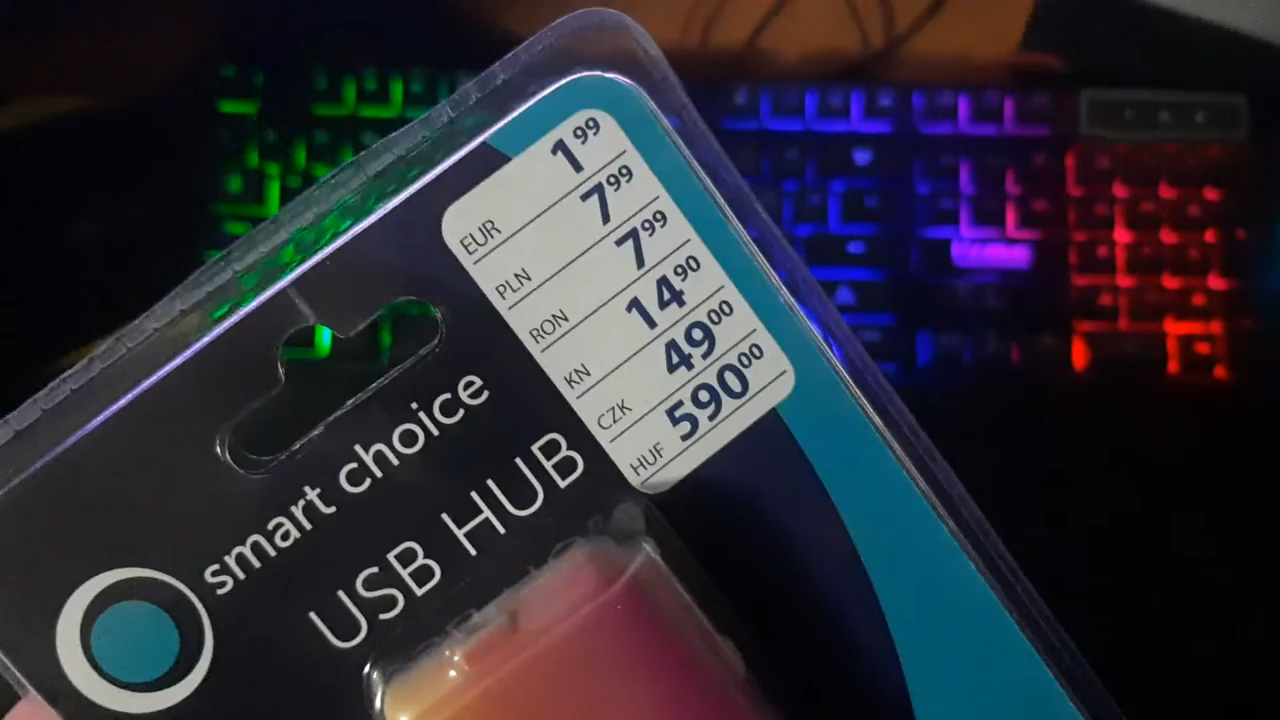 EUR 1⁹⁹
PLN 7⁹⁹
RON 7⁹⁹
KN 14⁹⁰
CZK 49⁰⁰
HUF 590⁰⁰
smart choice
USB HUB